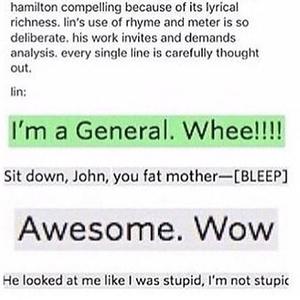 hamilton compelling because of its lyrical
richness. lin's use of rhyme and meter is so
deliberate. his work invites and demands
analysis. every single line is carefully thought
out.
lin:
I'm a General. Whee!!!!
Sit down, John, you fat mother—[BLEEP]
Awesome. Wow
He looked at me like I was stupid, I'm not stupid